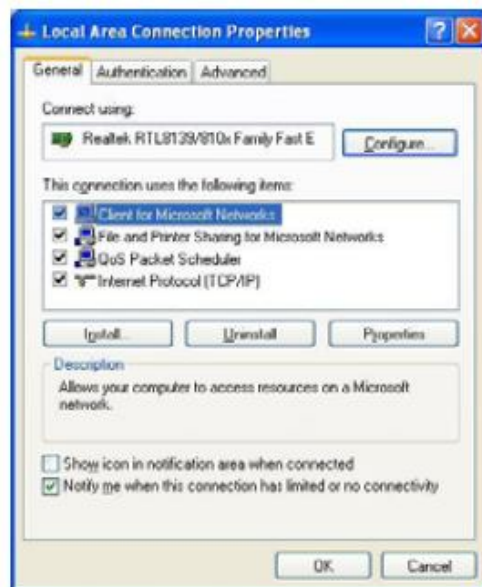 Local Area Connection Properties
General Authentication Advanced
Connect using:
Realtek RTL8139/810x Family Fast E Configure...
This connection uses the following items:
Client for Microsoft Networks
File and Printer Sharing for Microsoft Networks
QoS Packet Scheduler
Internet Protocol (TCP/IP)
Install... Uninstall Properties
Description
Allows your computer to access resources on a Microsoft
network.
Show icon in notification area when connected
Notify me when this connection has limited or no connectivity
OK Cancel